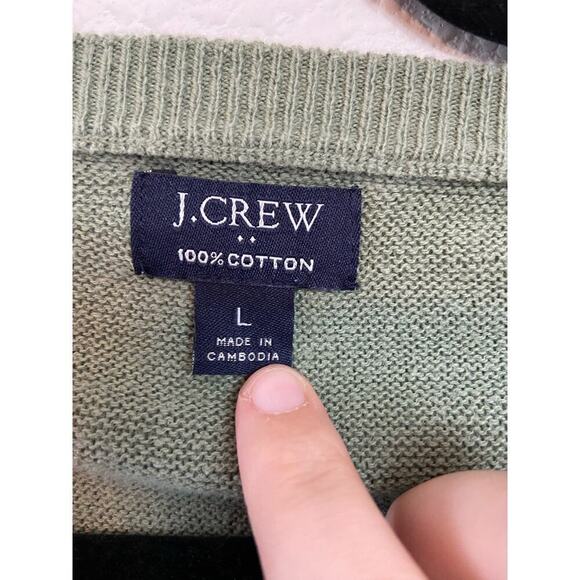 J.CREW
100% COTTON
L
MADE IN
CAMBODIA